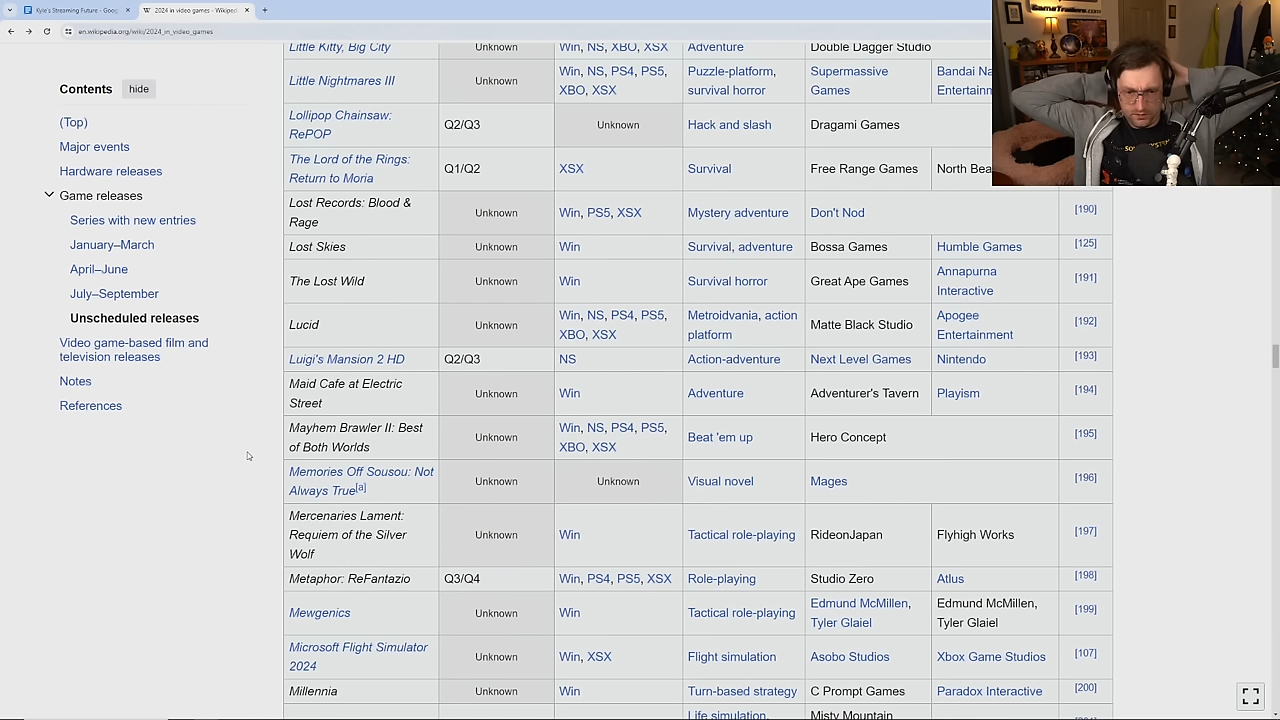 Kyle's Streaming Future - Goog
2024 in video games - Wikiped
en.wikipedia.org/wiki/2024_in_video_games
GameTrailers
Contents hide
(Top)
Major events
Hardware releases
Game releases
Series with new entries
January–March
April–June
July–September
Unscheduled releases
Video game-based film and
television releases
Notes
References
Little Kitty, Big City Unknown Win, NS, XBO, XSX Adventure Double Dagger Studio
Little Nightmares III Unknown Win, NS, PS4, PS5, XBO, XSX Puzzle-platform, survival horror Supermassive Games Bandai Na Entertainm
Lollipop Chainsaw: RePOP Q2/Q3 Unknown Hack and slash Dragami Games
The Lord of the Rings: Return to Moria Q1/Q2 XSX Survival Free Range Games North Bea
Lost Records: Blood & Rage Unknown Win, PS5, XSX Mystery adventure Don't Nod [190]
Lost Skies Unknown Win Survival, adventure Bossa Games Humble Games [125]
The Lost Wild Unknown Win Survival horror Great Ape Games Annapurna Interactive [191]
Lucid Unknown Win, NS, PS4, PS5, XBO, XSX Metroidvania, action platform Matte Black Studio Apogee Entertainment [192]
Luigi's Mansion 2 HD Q2/Q3 NS Action-adventure Next Level Games Nintendo [193]
Maid Cafe at Electric Street Unknown Win Adventure Adventurer's Tavern Playism [194]
Mayhem Brawler II: Best of Both Worlds Unknown Win, NS, PS4, PS5, XBO, XSX Beat 'em up Hero Concept [195]
Memories Off Sousou: Not Always True[a] Unknown Unknown Visual novel Mages [196]
Mercenaries Lament: Requiem of the Silver Wolf Unknown Win Tactical role-playing RideonJapan Flyhigh Works [197]
Metaphor: ReFantazio Q3/Q4 Win, PS4, PS5, XSX Role-playing Studio Zero Atlus [198]
Mewgenics Unknown Win Tactical role-playing Edmund McMillen, Tyler Glaiel Edmund McMillen, Tyler Glaiel [199]
Microsoft Flight Simulator 2024 Unknown Win, XSX Flight simulation Asobo Studios Xbox Game Studios [107]
Millennia Unknown Win Turn-based strategy C Prompt Games Paradox Interactive [200]
Life simulation, Misty Mountain